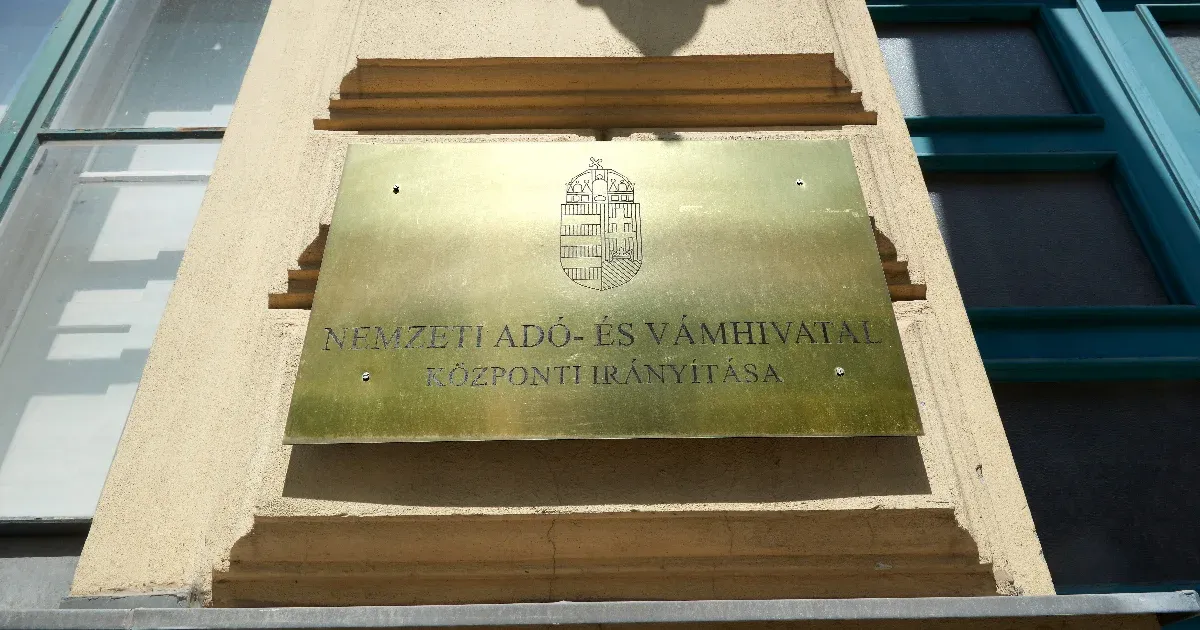 NEMZETI ADÓ- ÉS VÁMHIVATAL
KÖZPONTI IRÁNYÍTÁSA